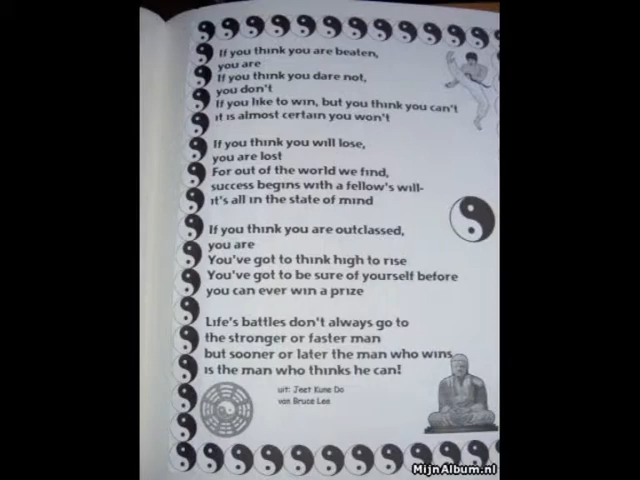 If you think you are beaten,
you are
If you think you dare not,
you don't
If you like to win, but you think you can't
it is almost certain you won't
If you think you will lose,
you are lost
For out of the world we find,
success begins with a fellow's will-
it's all in the state of mind
If you think you are outclassed,
you are
You've got to think high to rise
You've got to be sure of yourself before
you can ever win a prize
Life's battles don't always go to
the stronger or faster man
but sooner or later the man who wins
is the man who thinks he can!
uit: Jeet Kune Do
van Bruce Lee
MijnAlbum.nl